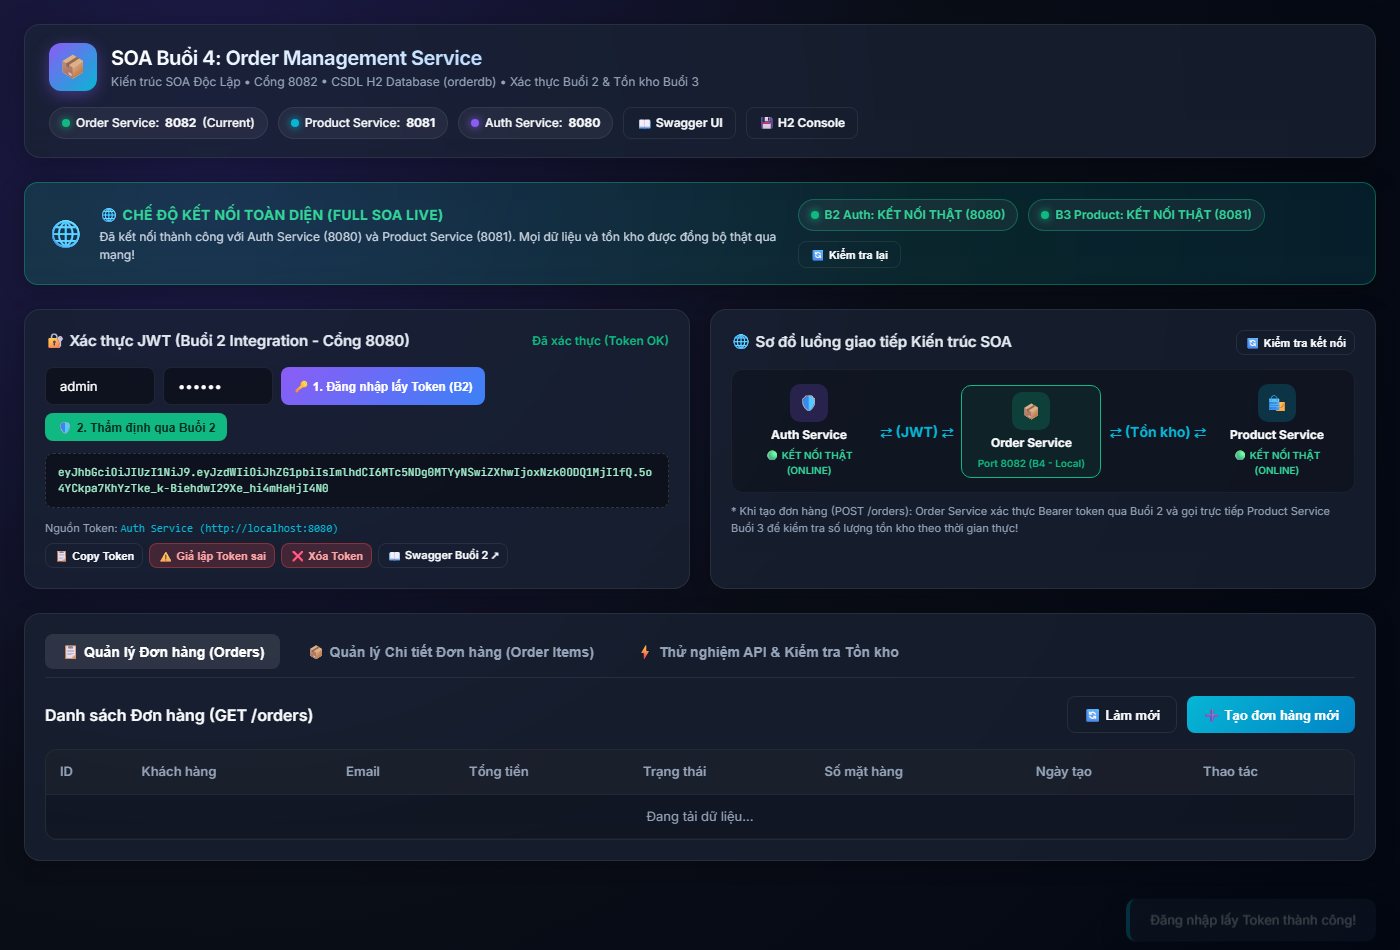 SOA Buổi 4: Order Management Service
Kiến trúc SOA Độc Lập • Cổng 8082 • CSDL H2 Database (orderdb) • Xác thực Buổi 2 & Tồn kho Buổi 3
Order Service: 8082 (Current)
Product Service: 8081
Auth Service: 8080
Swagger UI
H2 Console
CHẾ ĐỘ KẾT NỐI TOÀN DIỆN (FULL SOA LIVE)
Đã kết nối thành công với Auth Service (8080) và Product Service (8081). Mọi dữ liệu và tồn kho được đồng bộ thật qua
mạng!
B2 Auth: KẾT NỐI THẬT (8080)
B3 Product: KẾT NỐI THẬT (8081)
Kiểm tra lại
Xác thực JWT (Buổi 2 Integration - Cổng 8080)
Đã xác thực (Token OK)
admin
••••••
1. Đăng nhập lấy Token (B2)
2. Thẩm định qua Buổi 2
eyJhbGciOiJIUzI1NiJ9.eyJzdWIiOiJhZG1pbiIsImlhdCI6MTc5NDg0MTYyNSwiZXhwIjoxNzk0ODQ1MjI1fQ.5o
4YCkpa7KhYzTke_k-BiehdwI29Xe_hi4mHaHjI4N0
Nguồn Token: Auth Service (http://localhost:8080)
Copy Token
Giả lập Token sai
Xóa Token
Swagger Buổi 2 ↗
Sơ đồ luồng giao tiếp Kiến trúc SOA
Kiểm tra kết nối
Auth Service
KẾT NỐI THẬT
(ONLINE)
⇄ (JWT) ⇄
Order Service
Port 8082 (B4 - Local)
⇄ (Tồn kho) ⇄
Product Service
KẾT NỐI THẬT
(ONLINE)
* Khi tạo đơn hàng (POST /orders): Order Service xác thực Bearer token qua Buổi 2 và gọi trực tiếp Product Service
Buổi 3 để kiểm tra số lượng tồn kho theo thời gian thực!
Quản lý Đơn hàng (Orders)
Quản lý Chi tiết Đơn hàng (Order Items)
Thử nghiệm API & Kiểm tra Tồn kho
Danh sách Đơn hàng (GET /orders)
Làm mới
Tạo đơn hàng mới
ID
Khách hàng
Email
Tổng tiền
Trạng thái
Số mặt hàng
Ngày tạo
Thao tác
Đang tải dữ liệu...
Đăng nhập lấy Token thành công!